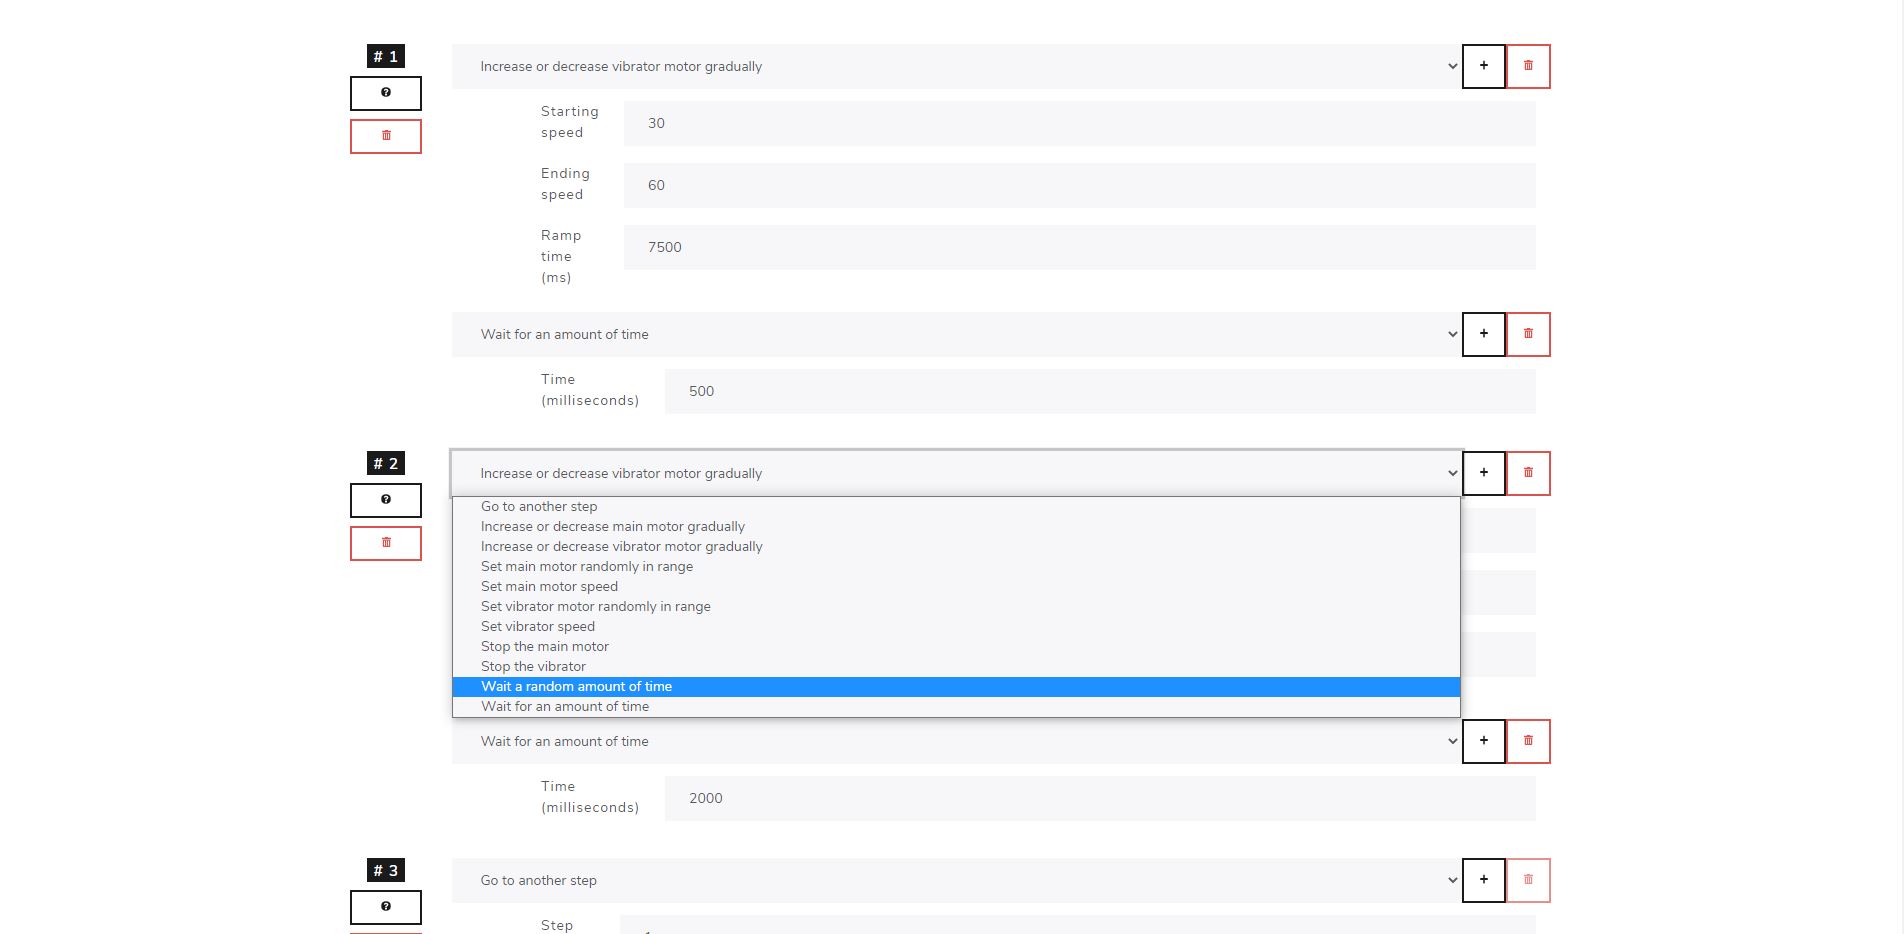 # 1
Increase or decrease vibrator motor gradually
+
Starting
speed
30
Ending
speed
60
Ramp
time
(ms)
7500
Wait for an amount of time
+
Time
(milliseconds)
500
# 2
Increase or decrease vibrator motor gradually
+
Go to another step
Increase or decrease main motor gradually
Increase or decrease vibrator motor gradually
Set main motor randomly in range
Set main motor speed
Set vibrator motor randomly in range
Set vibrator speed
Stop the main motor
Stop the vibrator
Wait a random amount of time
Wait for an amount of time
Wait for an amount of time
+
Time
(milliseconds)
2000
# 3
Go to another step
+
Step